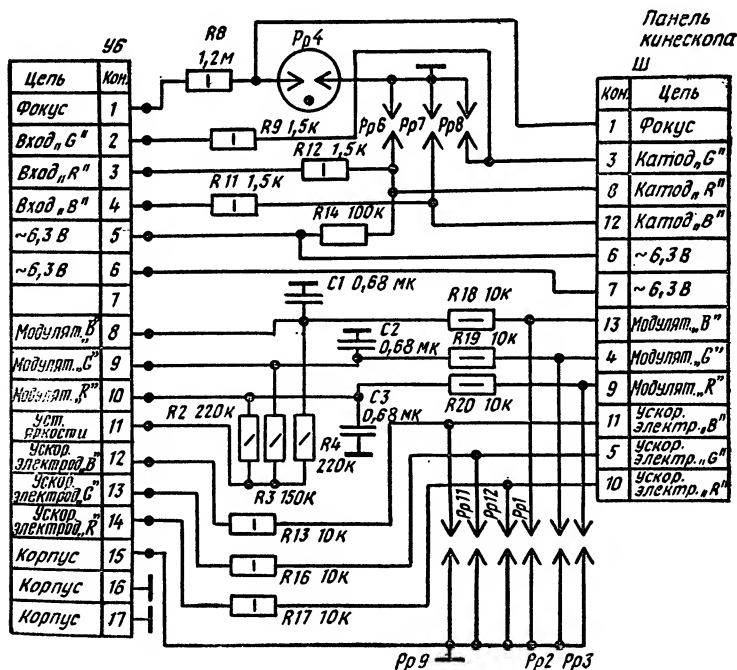 Панель
кинескопа
Ш
У6
Цепь Кон.
Фокус 1
Вход „G" 2
Вход „R" 3
Вход „B" 4
~6,3 В 5
~6,3 В 6
7
Модулят. „B" 8
Модулят. „G" 9
Модулят. „R" 10
Уст. яркости 11
Ускор. электрод „B" 12
Ускор. электрод „G" 13
Ускор. электрод „R" 14
Корпус 15
Корпус 16
Корпус 17
R8
1,2м
Рр4
R9 1,5к
R12 1,5к
R11 1,5к
R14 100к
Рр6
Рр7
Рр8
C1 0,68 мк
C2
0,68 мк
C3
0,68 мк
R18 10к
R19 10к
R20 10к
R2 220к
R4
220к
R3 150к
R13 10к
R16 10к
R17 10к
Рр11
Рр12
Рр1
Рр9
Рр2
Рр3
Кон. Цепь
1 Фокус
3 Катод „G"
8 Катод „R"
12 Катод „B"
6 ~6,3 В
7 ~6,3 В
13 Модулят. „B"
4 Модулят. „G"
9 Модулят. „R"
11 Ускор. электр. „B"
5 Ускор. электр. „G"
10 Ускор. электр. „R"